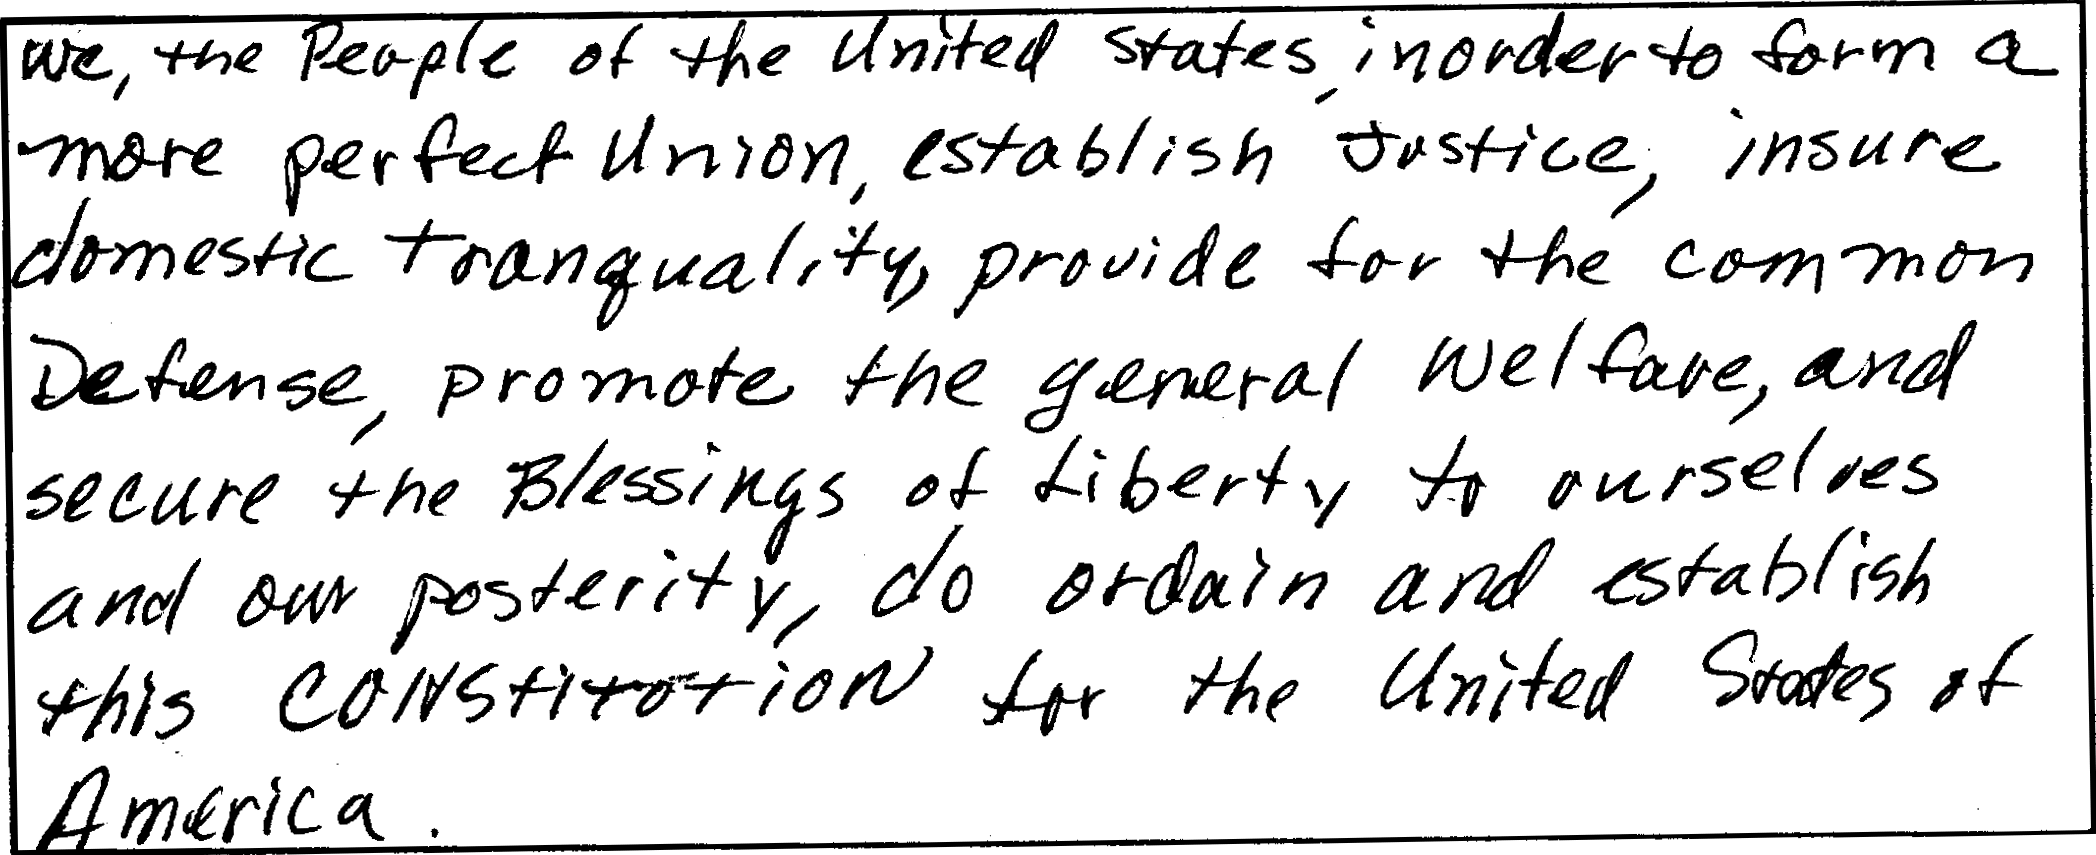 We, the People of the United States, in order to form a
more perfect Union, establish Justice, insure
domestic Tranquality, provide for the common
Defense, promote the general Welfare, and
secure the Blessings of Liberty to ourselves
and our posterity, do ordain and establish
this CONSTITUTION for the United States of
America.